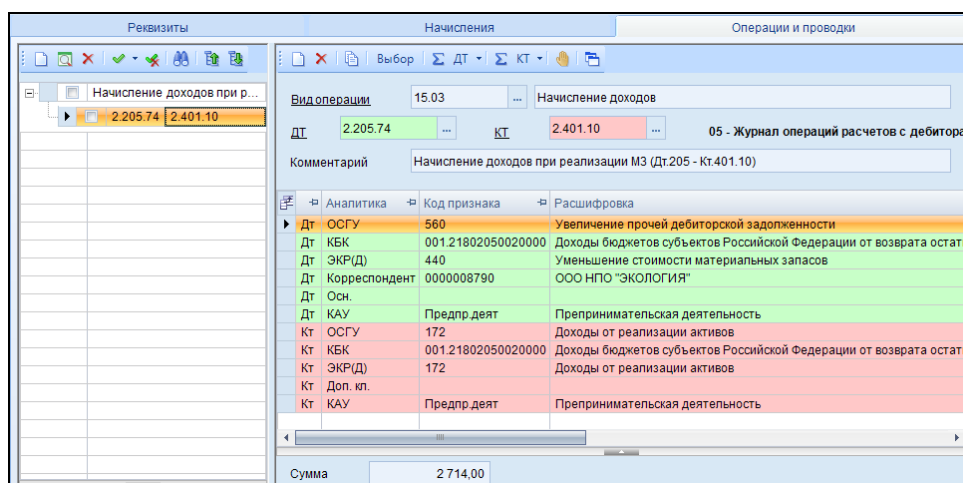 Реквизиты Начисления Операции и проводки
Выбор Σ ДТ Σ КТ
Начисление доходов при р...
2.205.74 2.401.10
Вид операции 15.03 ... Начисление доходов
ДТ 2.205.74 ... КТ 2.401.10 ... 05 - Журнал операций расчетов с дебитора
Комментарий Начисление доходов при реализации МЗ (Дт.205 - Кт.401.10)
Аналитика Код признака Расшифровка
Дт ОСГУ 560 Увеличение прочей дебиторской задолженности
Дт КБК 001.21802050020000 Доходы бюджетов субъектов Российской Федерации от возврата остат
Дт ЭКР(Д) 440 Уменьшение стоимости материальных запасов
Дт Корреспондент 0000008790 ООО НПО "ЭКОЛОГИЯ"
Дт Осн.
Дт КАУ Предпр.деят Препринимательская деятельность
Кт ОСГУ 172 Доходы от реализации активов
Кт КБК 001.21802050020000 Доходы бюджетов субъектов Российской Федерации от возврата остат
Кт ЭКР(Д) 172 Доходы от реализации активов
Кт Доп. кл.
Кт КАУ Предпр.деят Препринимательская деятельность
Сумма 2 714,00